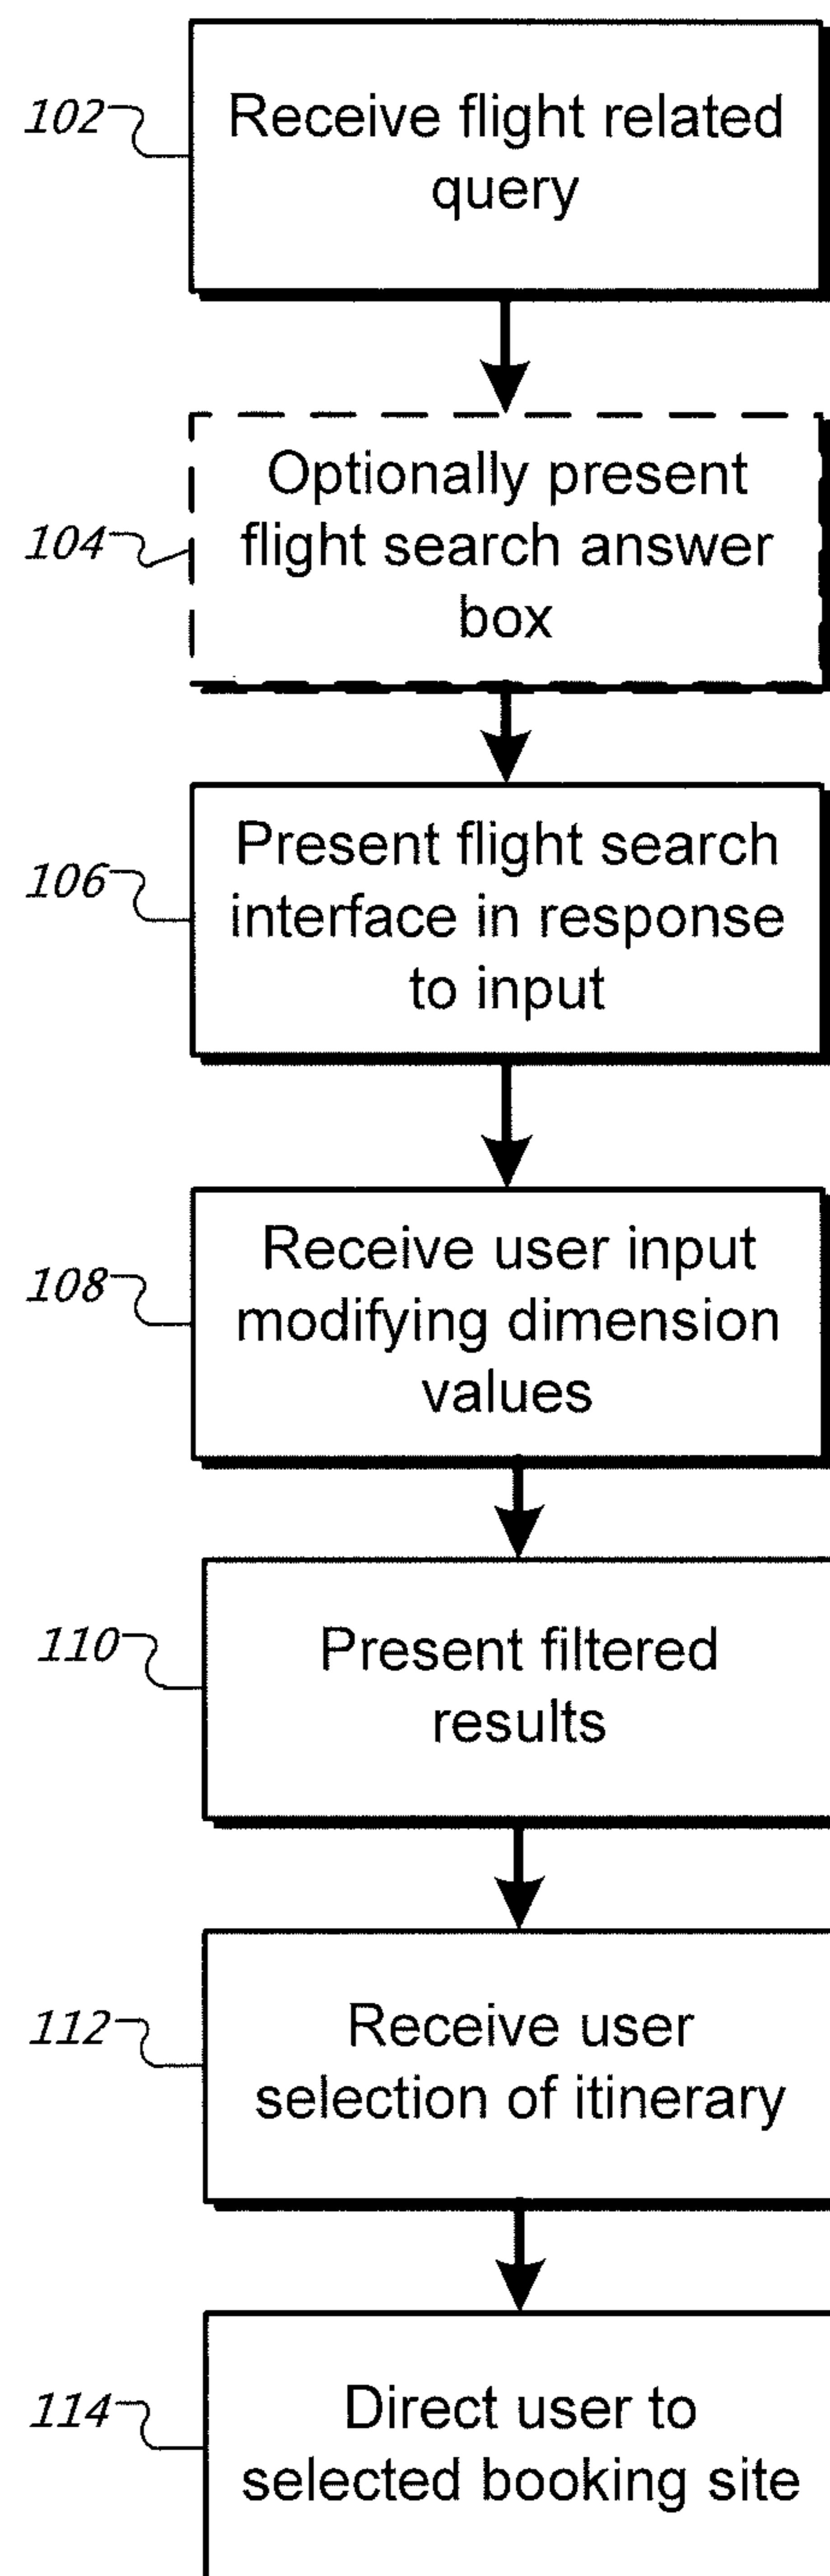 102
Receive flight related
query
104
Optionally present
flight search answer
box
106
Present flight search
interface in response
to input
108
Receive user input
modifying dimension
values
110
Present filtered
results
112
Receive user
selection of itinerary
114
Direct user to
selected booking site